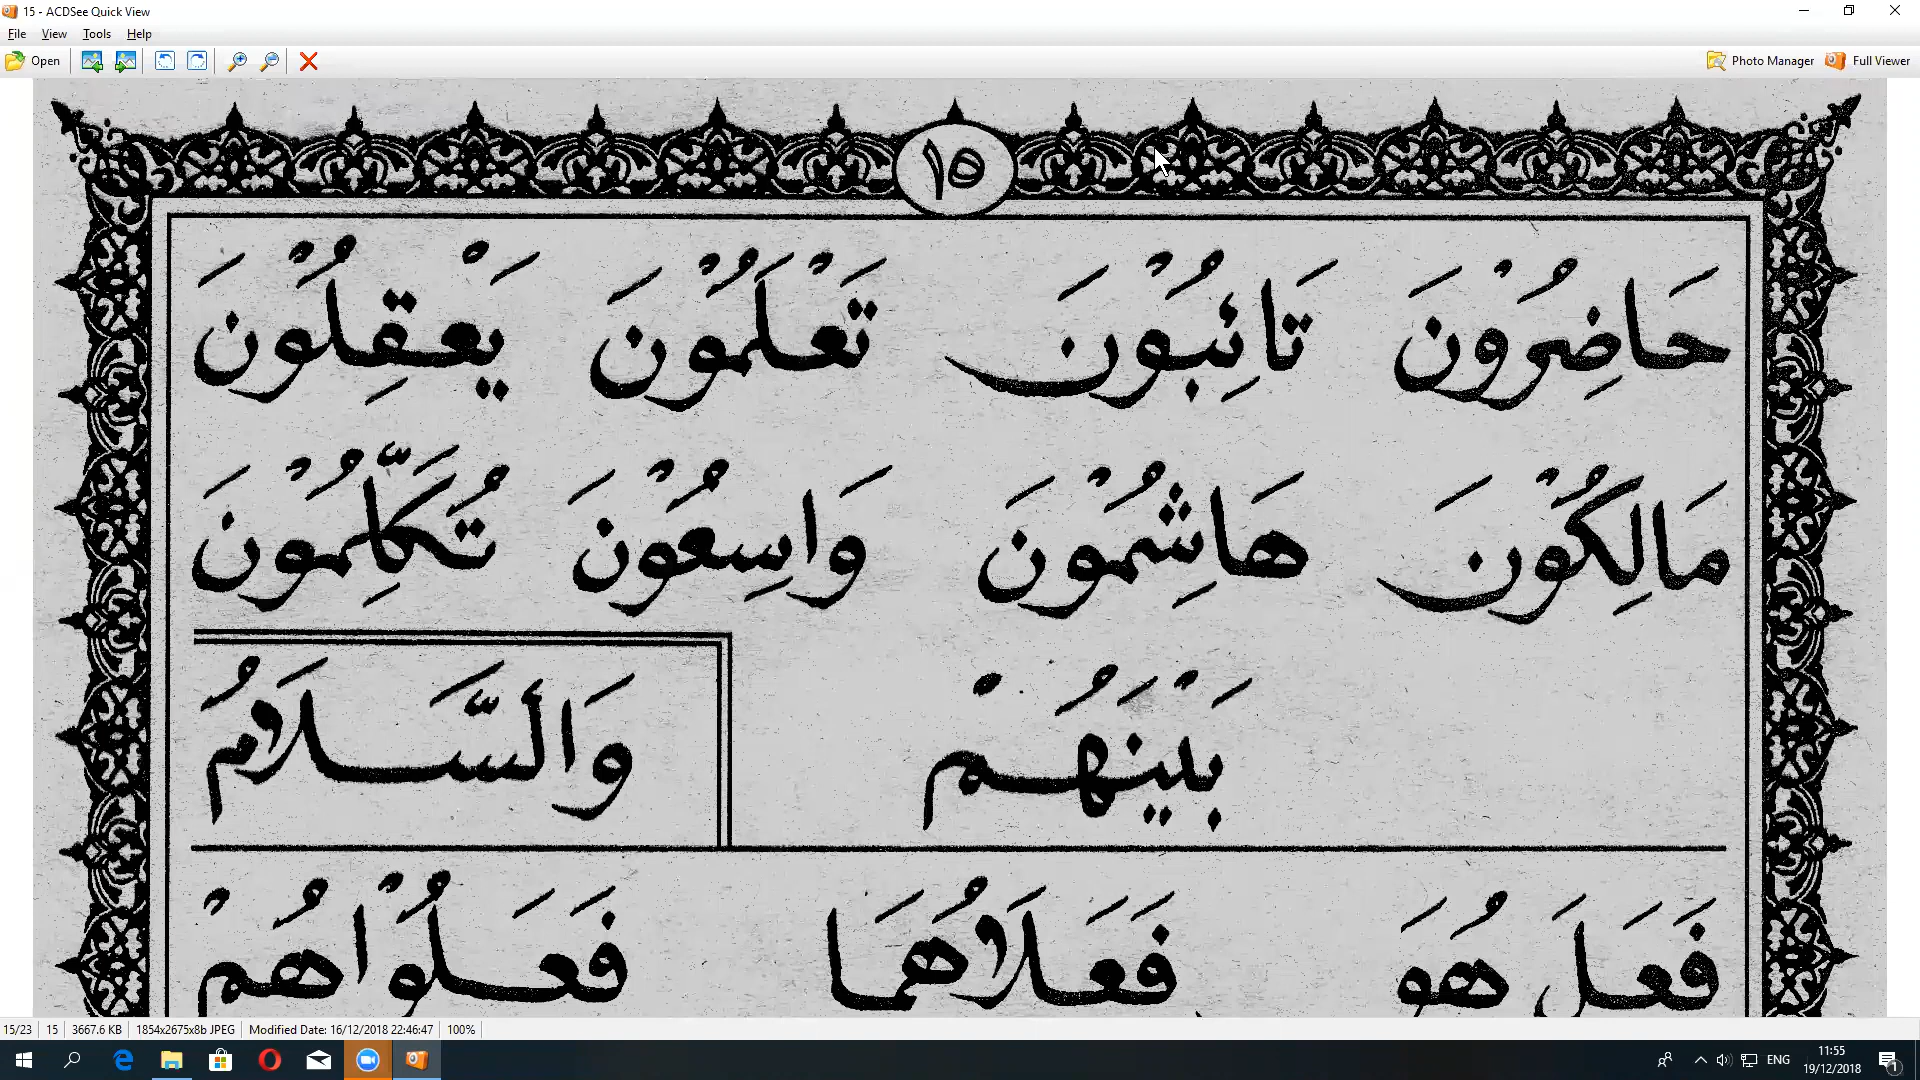 15 - ACDSee Quick View
File View Tools Help
Open Photo Manager Full Viewer
١٥
حَاضِرُوْنَ تَائِبُوْنَ تَعْلَمُوْنَ يَعْقِلُوْنَ
مَالِكُوْنَ هَاشِمُوْنَ وَاسِعُوْنَ تُكَلِّمُوْنَ
بَيْنَهُمْ وَالسَّلَامُ
فَعَلَ هُوَ فَعَلَا هُمَا فَعَلُوْا هُمْ
15/23 15 3667.6 KB 1854x2675x8b JPEG Modified Date: 16/12/2018 22:46:47 100%
ENG 11:55
19/12/2018
1